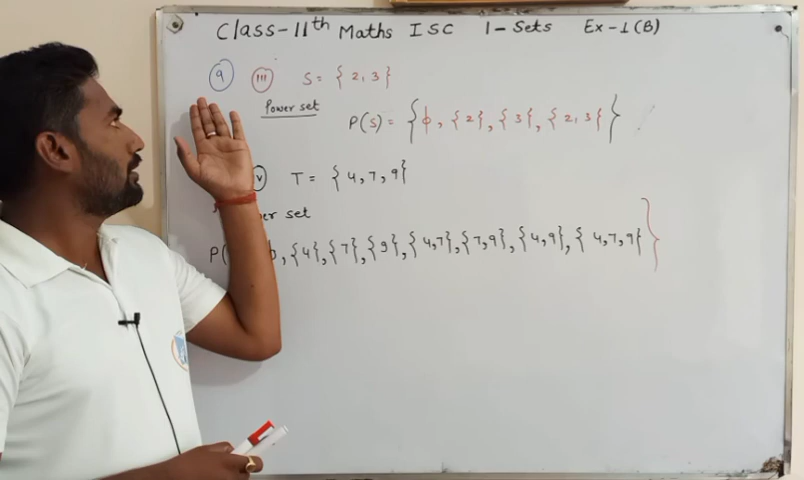 Class-11th Maths ISC 1-Sets Ex-1(B)
9 III S = { 2, 3 }
Power set
P(S) = { ϕ, {2}, {3}, {2, 3} }
v T = { 4, 7, 9 }
set
P( , {4}, {7}, {9}, {4,7}, {7,9}, {4,9}, { 4,7,9 } }